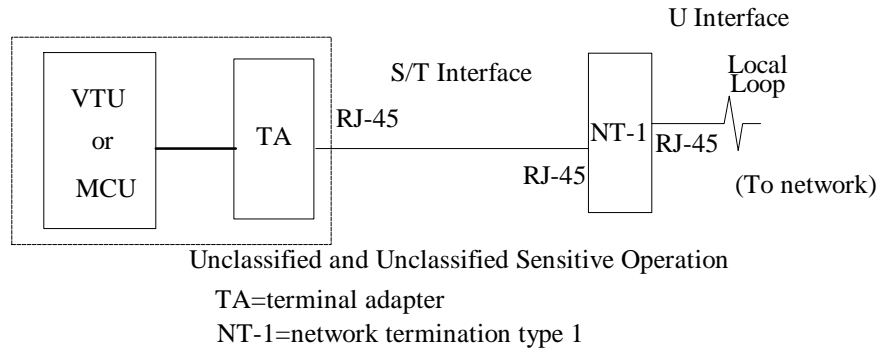 U Interface
S/T Interface
Local
Loop
VTU
or
MCU
TA
RJ-45
NT-1
RJ-45
RJ-45
(To network)
Unclassified and Unclassified Sensitive Operation
TA=terminal adapter
NT-1=network termination type 1